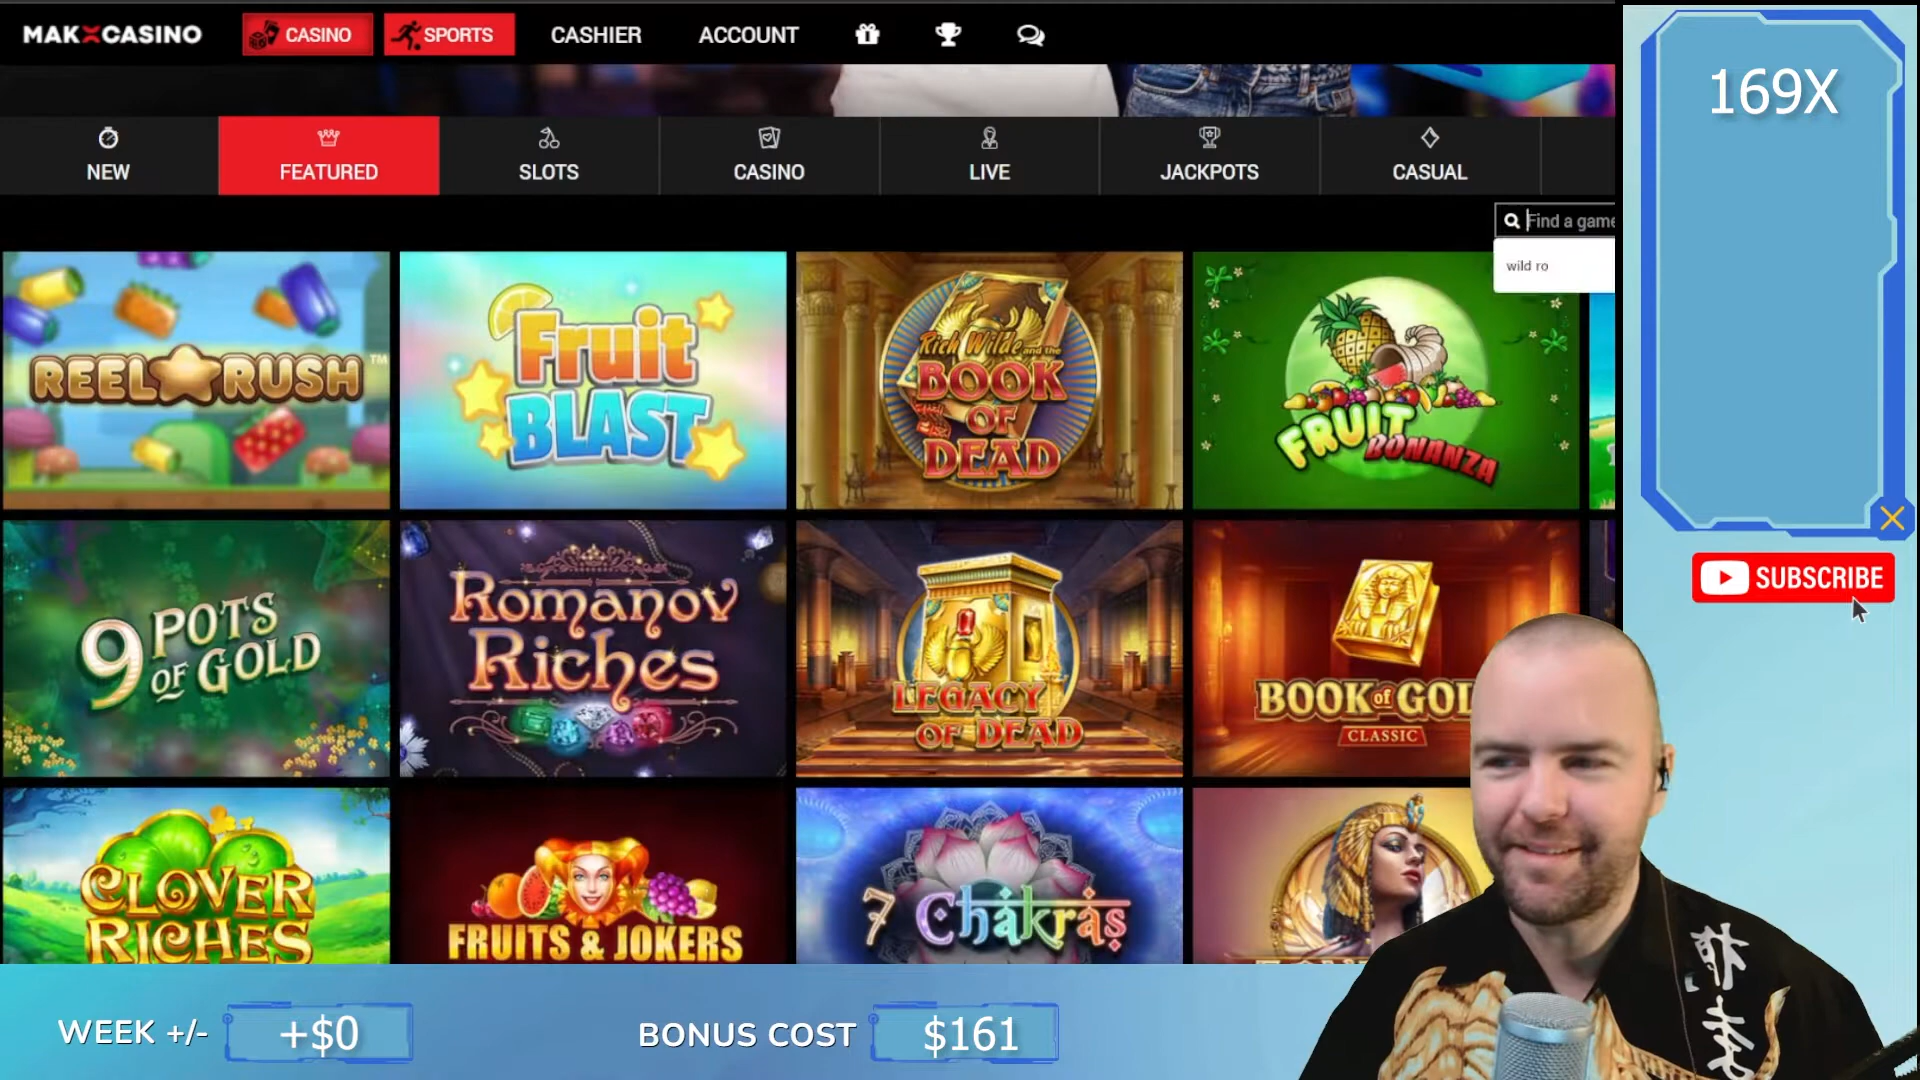 MAKXCASINO
CASINO
SPORTS
CASHIER
ACCOUNT
169X
NEW
FEATURED
SLOTS
CASINO
LIVE
JACKPOTS
CASUAL
Find a game
wild ro
REEL RUSH™
Fruit
BLAST
Rich Wilde and the
BOOK
OF
DEAD
FRUIT
BONANZA
SUBSCRIBE
9 POTS
OF GOLD
ROMANOV
RICHES
LEGACY
OF DEAD
BOOK of GOL
CLASSIC
CLOVER
RICHES
FRUITS & JOKERS
7 Chakras
WEEK +/-
+$0
BONUS COST
$161